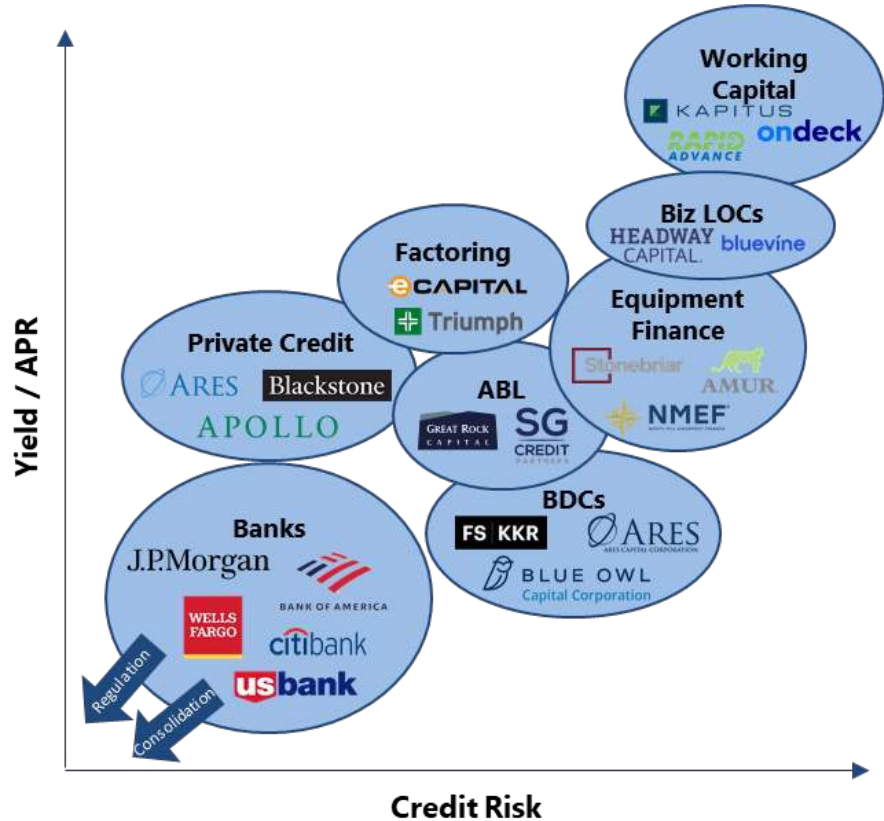 Working
Capital
KAPITUS
RAPID
ADVANCE
ondeck
Biz LOCs
HEADWAY
CAPITAL.
bluevine
Factoring
eCAPITAL
Triumph
Equipment
Finance
Stonebriar
AMUR
NMEF
Private Credit
ARES
Blackstone
APOLLO
ABL
GREAT ROCK
CAPITAL
SG
CREDIT
PARTNERS
BDCs
FS KKR
ARES
ARES CAPITAL CORPORATION
BLUE OWL
Capital Corporation
Banks
J.P.Morgan
BANK OF AMERICA
WELLS
FARGO
citibank
usbank
Regulation
Consolidation
Yield / APR
Credit Risk